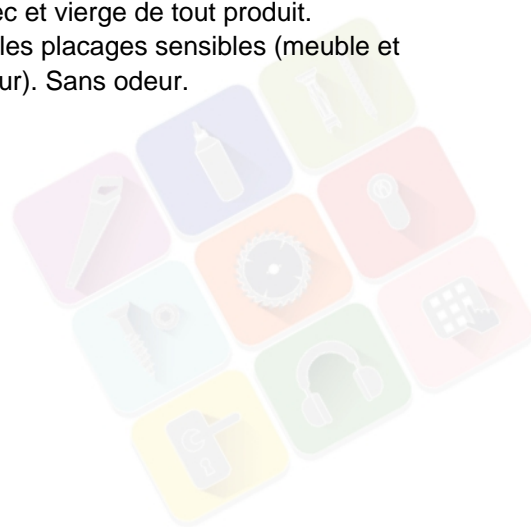 ec et vierge de tout produit.
les placages sensibles (meuble et
ur). Sans odeur.